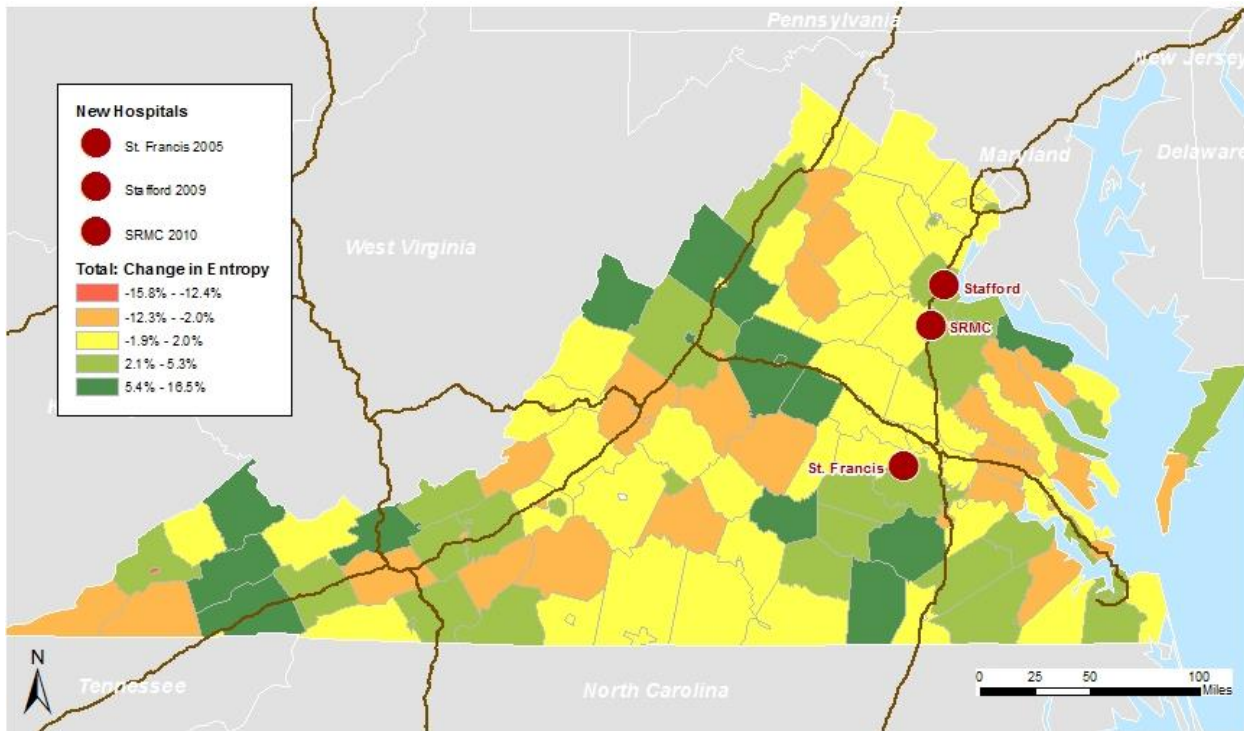 Pennsylvania
New Jersey
New Hospitals
St. Francis 2005
Stafford 2009
SRMC 2010
Total: Change in Entropy
-15.8% - -12.4%
-12.3% - -2.0%
-1.9% - 2.0%
2.1% - 5.3%
5.4% - 16.5%
Maryland
Delaware
West Virginia
Stafford
SRMC
St. Francis
N
Tennessee
North Carolina
0 25 50 100
Miles